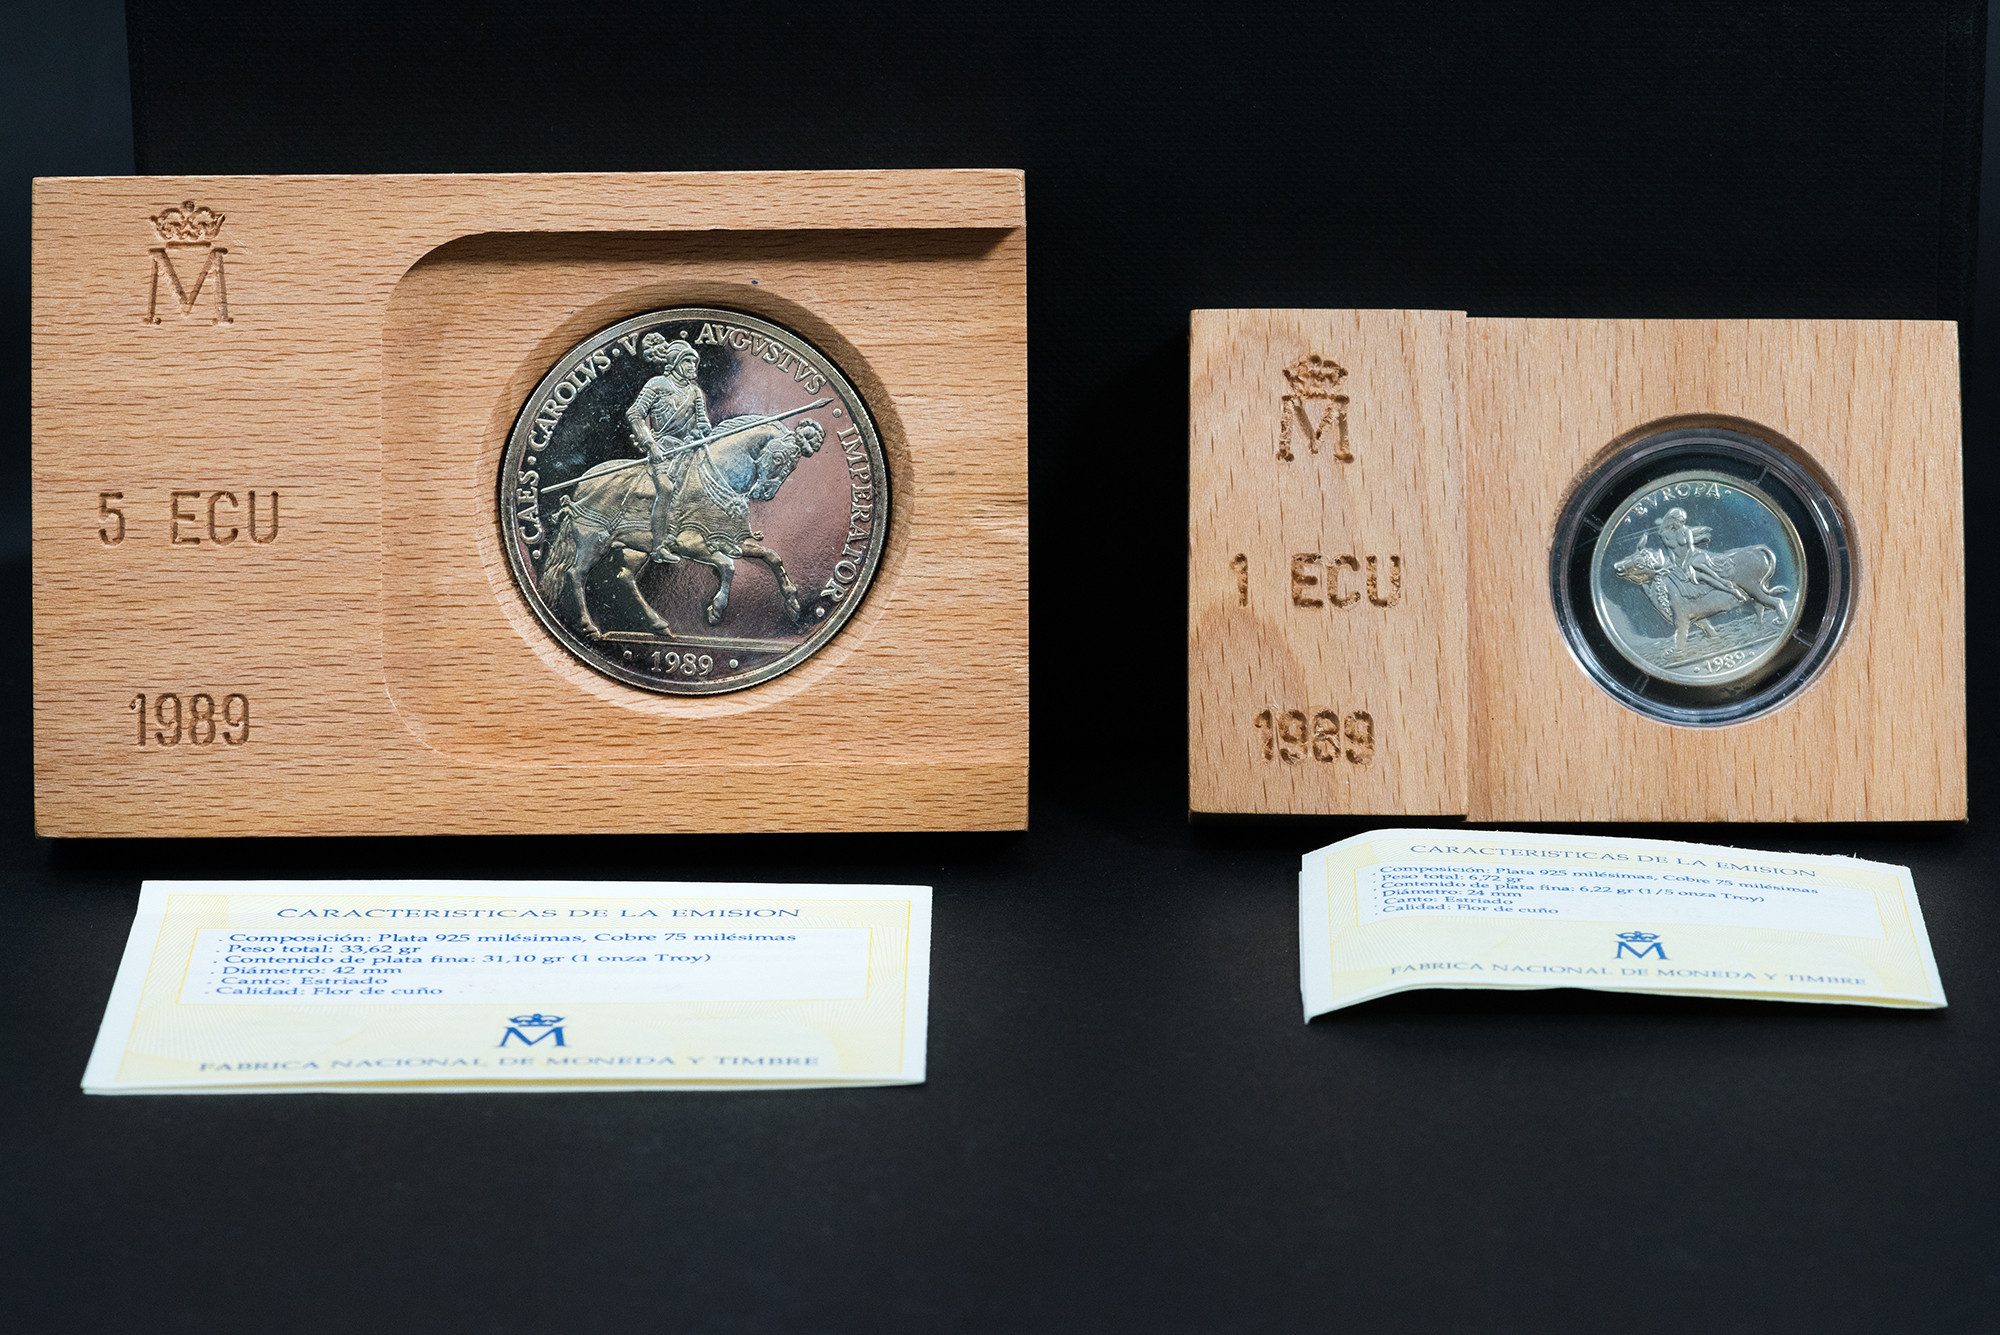 M
5 ECU
1989
· CAES · CAROLVS · V · AVGVSTVS · IMPERATOR ·
· 1989 ·
CARACTERISTICAS DE LA EMISION
. Composición: Plata 925 milésimas, Cobre 75 milésimas
. Peso total: 33,62 gr
. Contenido de plata fina: 31,10 gr (1 onza Troy)
. Diámetro: 42 mm
. Canto: Estriado
. Calidad: Flor de cuño
M
FABRICA NACIONAL DE MONEDA Y TIMBRE
M
1 ECU
1989
· EVROPA ·
· 1989 ·
CARACTERISTICAS DE LA EMISION
. Composición: Plata 925 milésimas, Cobre 75 milésimas
. Peso total: 6,72 gr
. Contenido de plata fina: 6,22 gr (1/5 onza Troy)
. Diámetro: 24 mm
. Canto: Estriado
. Calidad: Flor de cuño
M
FABRICA NACIONAL DE MONEDA Y TIMBRE